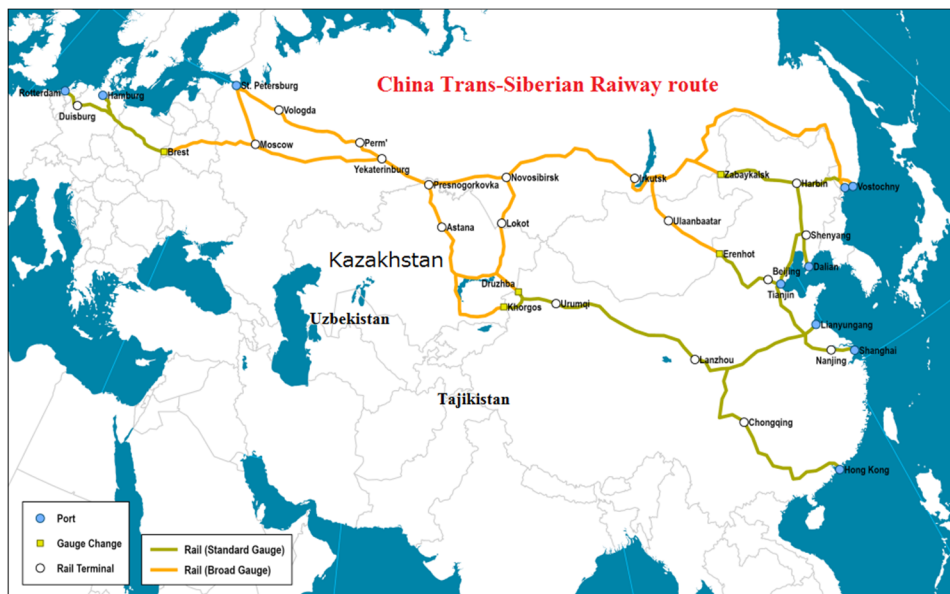 China Trans-Siberian Raiway route
Rotterdam
Hamburg
Duisburg
Brest
St. Petersburg
Vologda
Moscow
Perm'
Yekaterinburg
Presnogorkovka
Novosibirsk
Irkutsk
Zabaykalsk
Harbin
Vostochny
Astana
Lokot
Ulaanbaatar
Shenyang
Erenhot
Beijing
Dalian
Tianjin
Kazakhstan
Druzhba
Khorgos
Urumqi
Uzbekistan
Lianyungang
Lanzhou
Nanjing
Shanghai
Tajikistan
Chongqing
Hong Kong
Port
Gauge Change
Rail Terminal
Rail (Standard Gauge)
Rail (Broad Gauge)